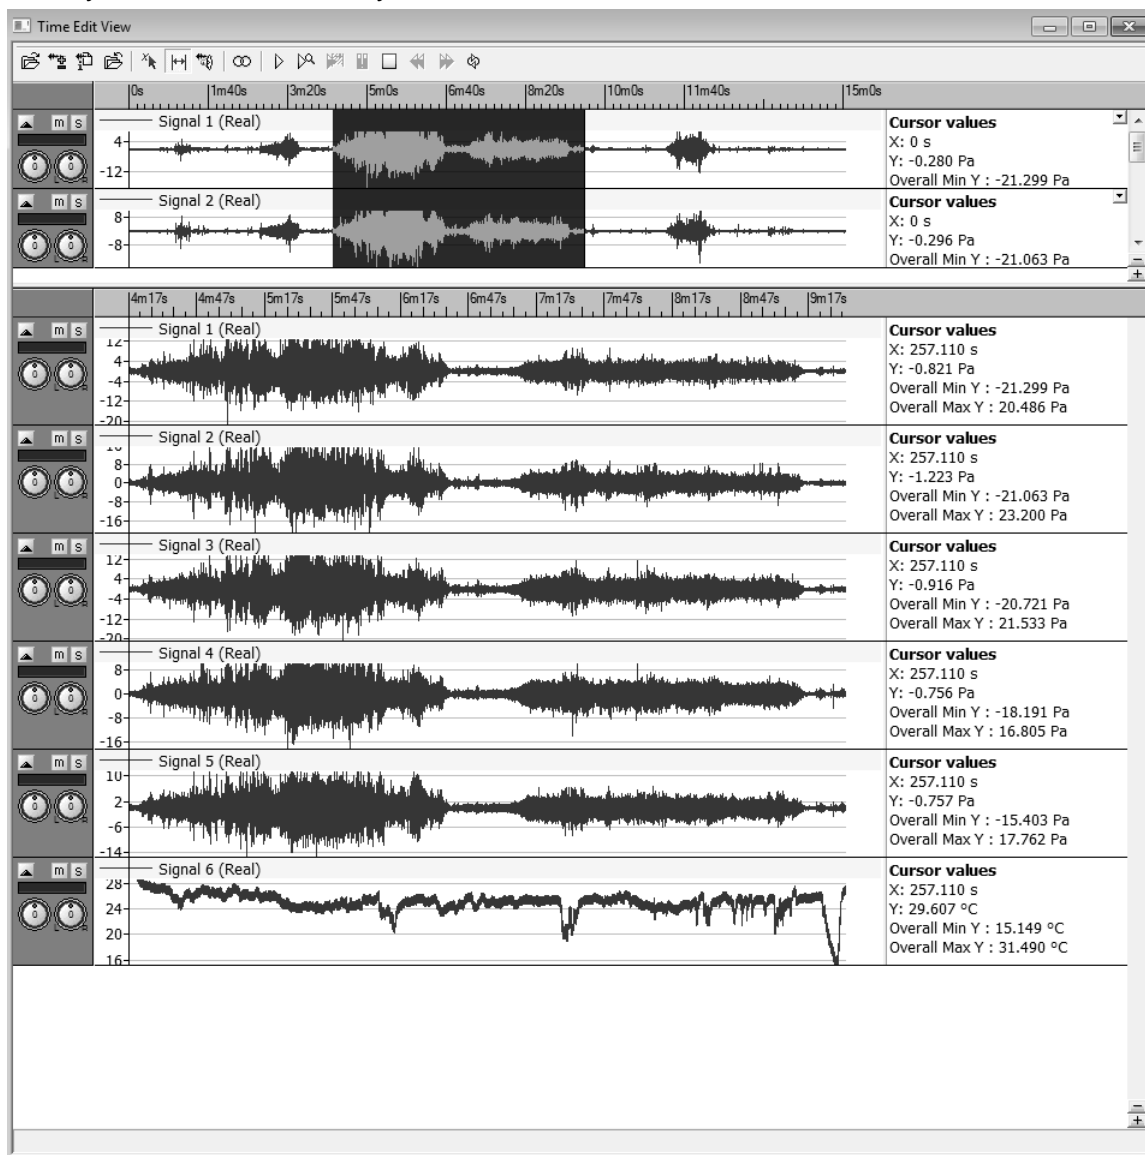 Time Edit View
0s 1m40s 3m20s 5m0s 6m40s 8m20s 10m0s 11m40s 15m0s
m s
Signal 1 (Real)
4
-12
Cursor values
X: 0 s
Y: -0.280 Pa
Overall Min Y : -21.299 Pa
m s
Signal 2 (Real)
8
-8
Cursor values
X: 0 s
Y: -0.296 Pa
Overall Min Y : -21.063 Pa
4m17s 4m47s 5m17s 5m47s 6m17s 6m47s 7m17s 7m47s 8m17s 8m47s 9m17s
m s
Signal 1 (Real)
12
4
-4
-12
-20
Cursor values
X: 257.110 s
Y: -0.821 Pa
Overall Min Y : -21.299 Pa
Overall Max Y : 20.486 Pa
m s
Signal 2 (Real)
8
0
-8
-16
Cursor values
X: 257.110 s
Y: -1.223 Pa
Overall Min Y : -21.063 Pa
Overall Max Y : 23.200 Pa
m s
Signal 3 (Real)
12
4
-4
-12
-20
Cursor values
X: 257.110 s
Y: -0.916 Pa
Overall Min Y : -20.721 Pa
Overall Max Y : 21.533 Pa
m s
Signal 4 (Real)
8
0
-8
-16
Cursor values
X: 257.110 s
Y: -0.756 Pa
Overall Min Y : -18.191 Pa
Overall Max Y : 16.805 Pa
m s
Signal 5 (Real)
10
2
-6
-14
Cursor values
X: 257.110 s
Y: -0.757 Pa
Overall Min Y : -15.403 Pa
Overall Max Y : 17.762 Pa
m s
Signal 6 (Real)
28
24
20
16
Cursor values
X: 257.110 s
Y: 29.607 °C
Overall Min Y : 15.149 °C
Overall Max Y : 31.490 °C